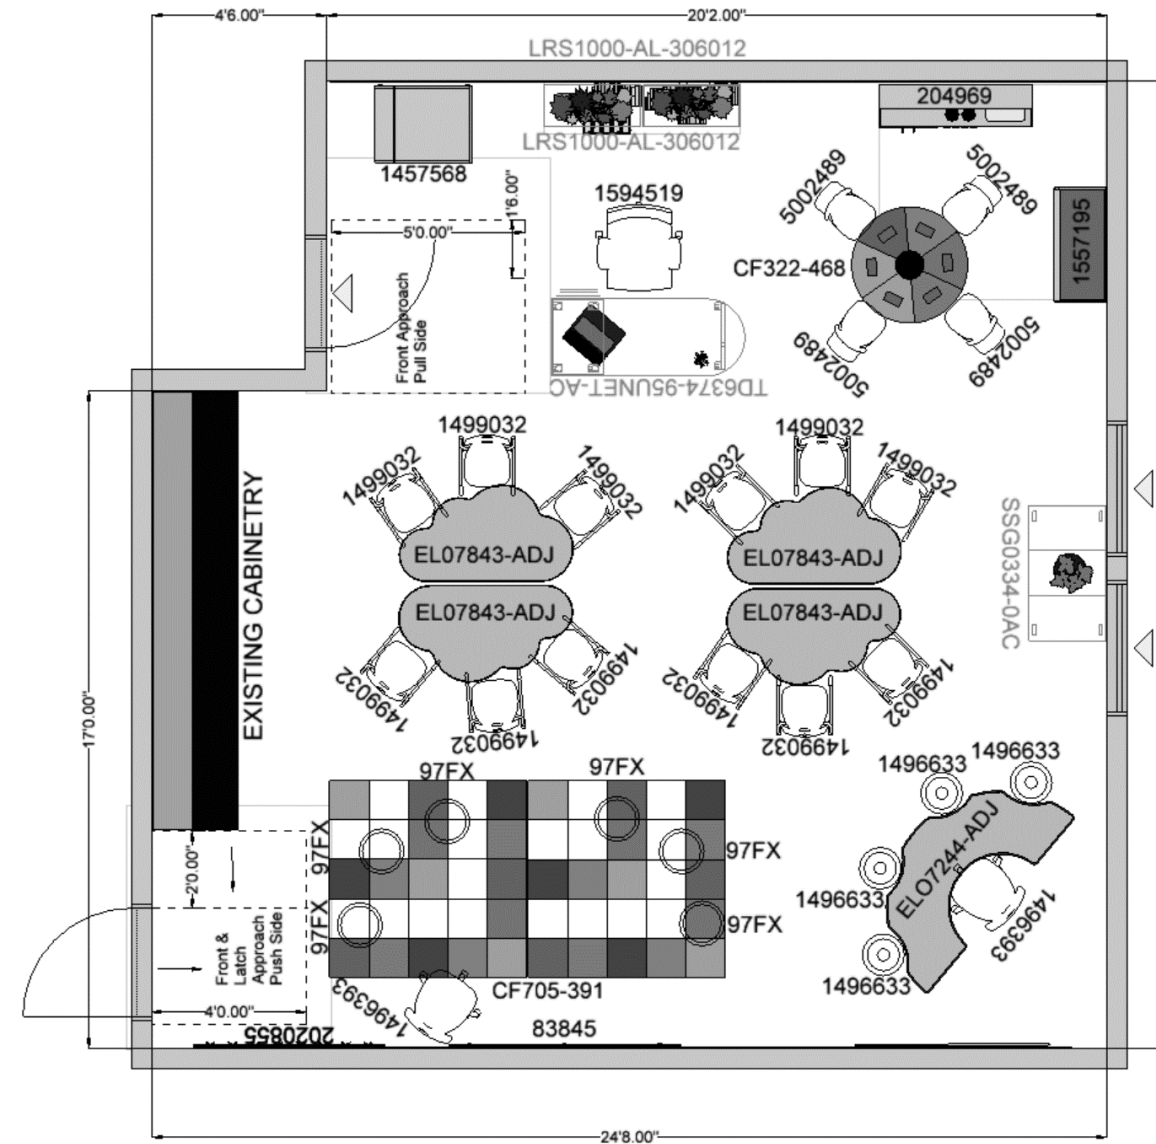 4'6.00"
20'2.00"
LRS1000-AL-306012
204969
LRS1000-AL-306012
1457568
5002489
5002489
1594519
1'6.00"
5'0.00"
1557195
CF322-468
Front Approach
Pull Side
5002489
5002489
TD6374-95UNET-AC
1499032
1499032
1499032
1499032
1499032
1499032
EXISTING CABINETRY
SSG0334-0AC
EL07843-ADJ
EL07843-ADJ
EL07843-ADJ
EL07843-ADJ
1499032
1499032
1499032
1499032
1499032
1499032
17'0.00"
97FX
97FX
1496633
1496633
97FX
97FX
2'0.00"
ELO7244-ADJ
1496633
97FX
97FX
Front &
Latch
Approach
Push Side
1496393
1496633
4'0.00"
1496393
CF705-391
2020855
83845
24'8.00"